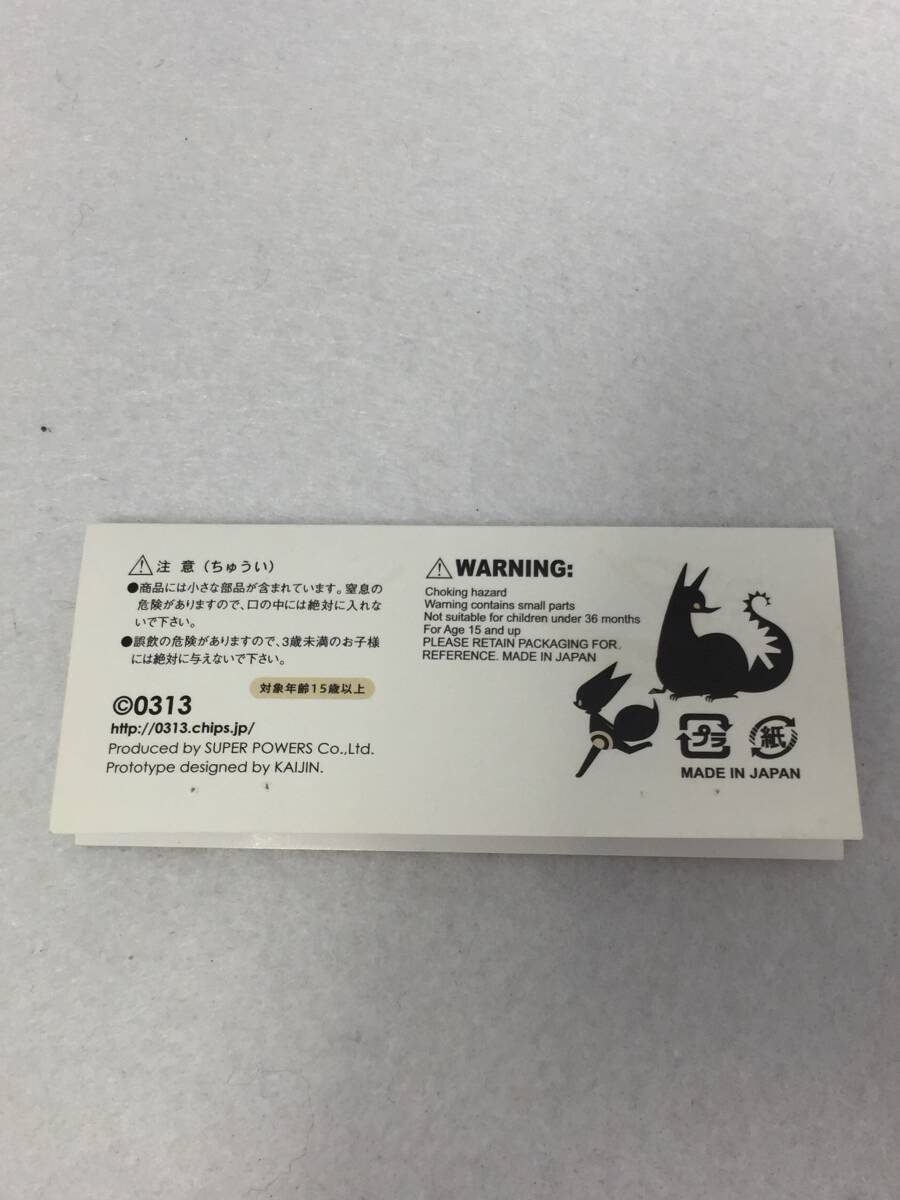 注 意 （ちゅうい）
●商品には小さな部品が含まれています。窒息の
危険がありますので、口の中には絶対に入れな
いで下さい。
●誤飲の危険がありますので、3歳未満のお子様
には絶対に与えないで下さい。
対象年齢15歳以上
©0313
http://0313.chips.jp/
Produced by SUPER POWERS Co.,Ltd.
Prototype designed by KAIJIN.
WARNING:
Choking hazard
Warning contains small parts
Not suitable for children under 36 months
For Age 15 and up
PLEASE RETAIN PACKAGING FOR.
REFERENCE. MADE IN JAPAN
プラ
紙
MADE IN JAPAN